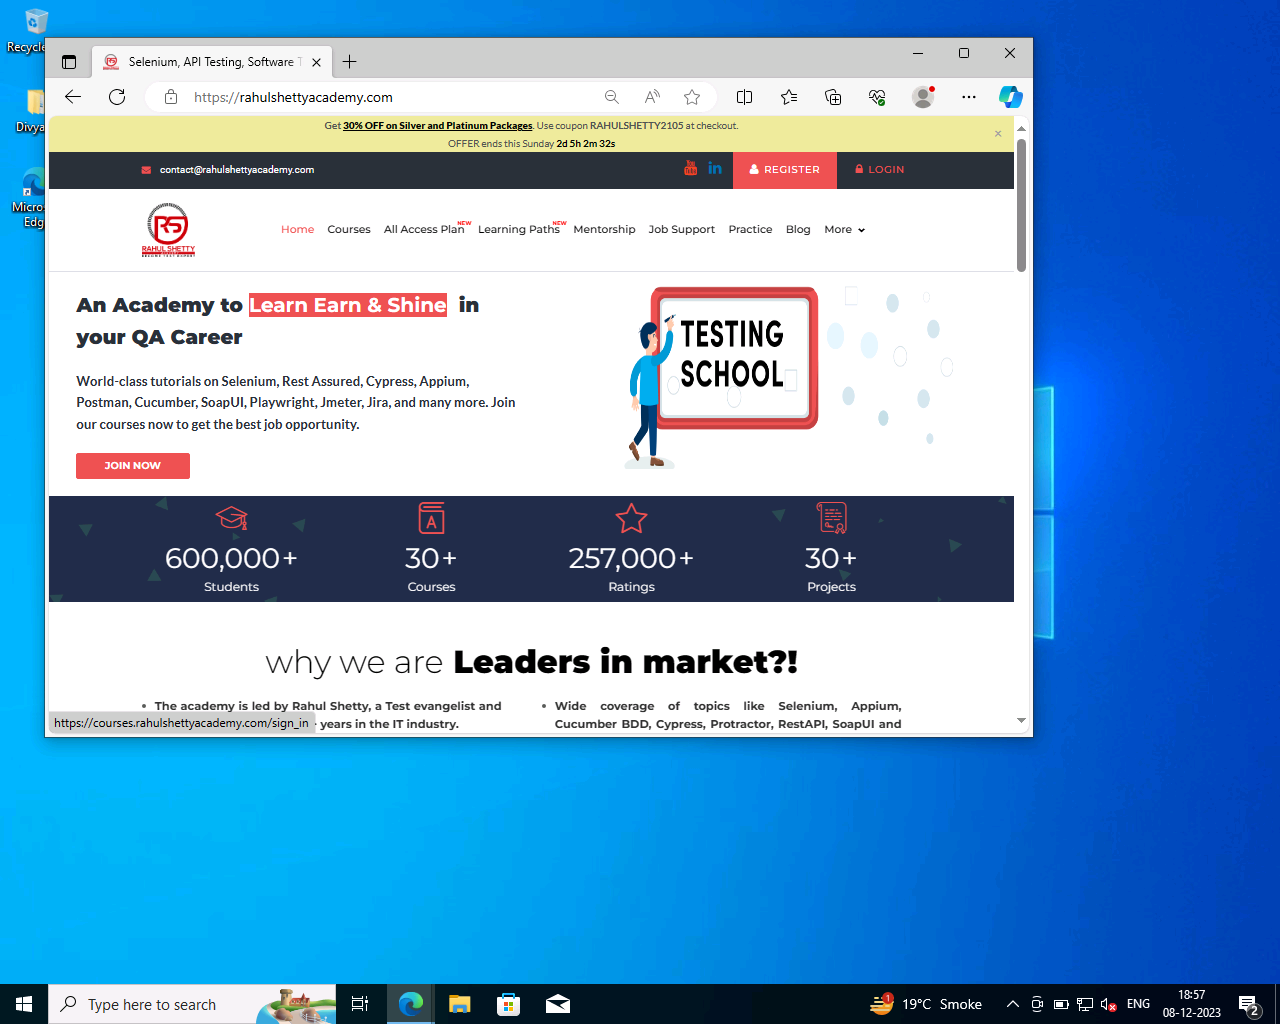 Selenium, API Testing, Software T
https://rahulshettyacademy.com
Get 30% OFF on Silver and Platinum Packages. Use coupon RAHULSHETTY2105 at checkout.
OFFER ends this Sunday 2d 5h 2m 32s
contact@rahulshettyacademy.com
You
Tube
in
REGISTER
LOGIN
RAHUL SHETTY
Home
Courses
All Access Plan NEW
Learning Paths NEW
Mentorship
Job Support
Practice
Blog
More
An Academy to Learn Earn & Shine in
your QA Career
World-class tutorials on Selenium, Rest Assured, Cypress, Appium,
Postman, Cucumber, SoapUI, Playwright, Jmeter, Jira, and many more. Join
our courses now to get the best job opportunity.
JOIN NOW
TESTING
SCHOOL
600,000+
Students
A
30+
Courses
257,000+
Ratings
30+
Projects
why we are Leaders in market?!
The academy is led by Rahul Shetty, a Test evangelist and
years in the IT industry.
Wide coverage of topics like Selenium, Appium,
Cucumber BDD, Cypress, Protractor, RestAPI, SoapUI and
https://courses.rahulshettyacademy.com/sign_in
Type here to search
1
19°C Smoke
ENG
18:57
08-12-2023
2